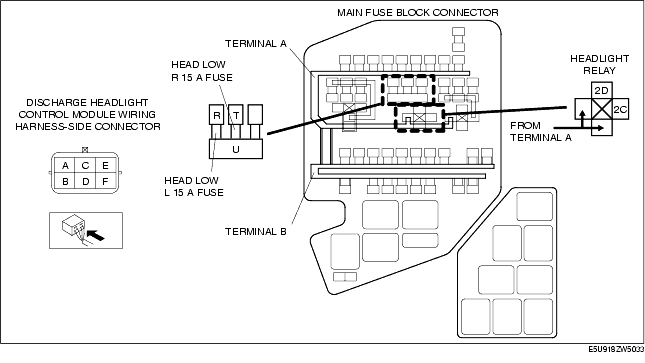 MAIN FUSE BLOCK CONNECTOR
TERMINAL A
HEAD LOW
R 15 A FUSE
HEADLIGHT
RELAY
2D
2C
FROM
TERMINAL A
DISCHARGE HEADLIGHT
CONTROL MODULE WIRING
HARNESS-SIDE CONNECTOR
R T
U
A C E
B D F
HEAD LOW
L 15 A FUSE
TERMINAL B
E5U918ZW5033